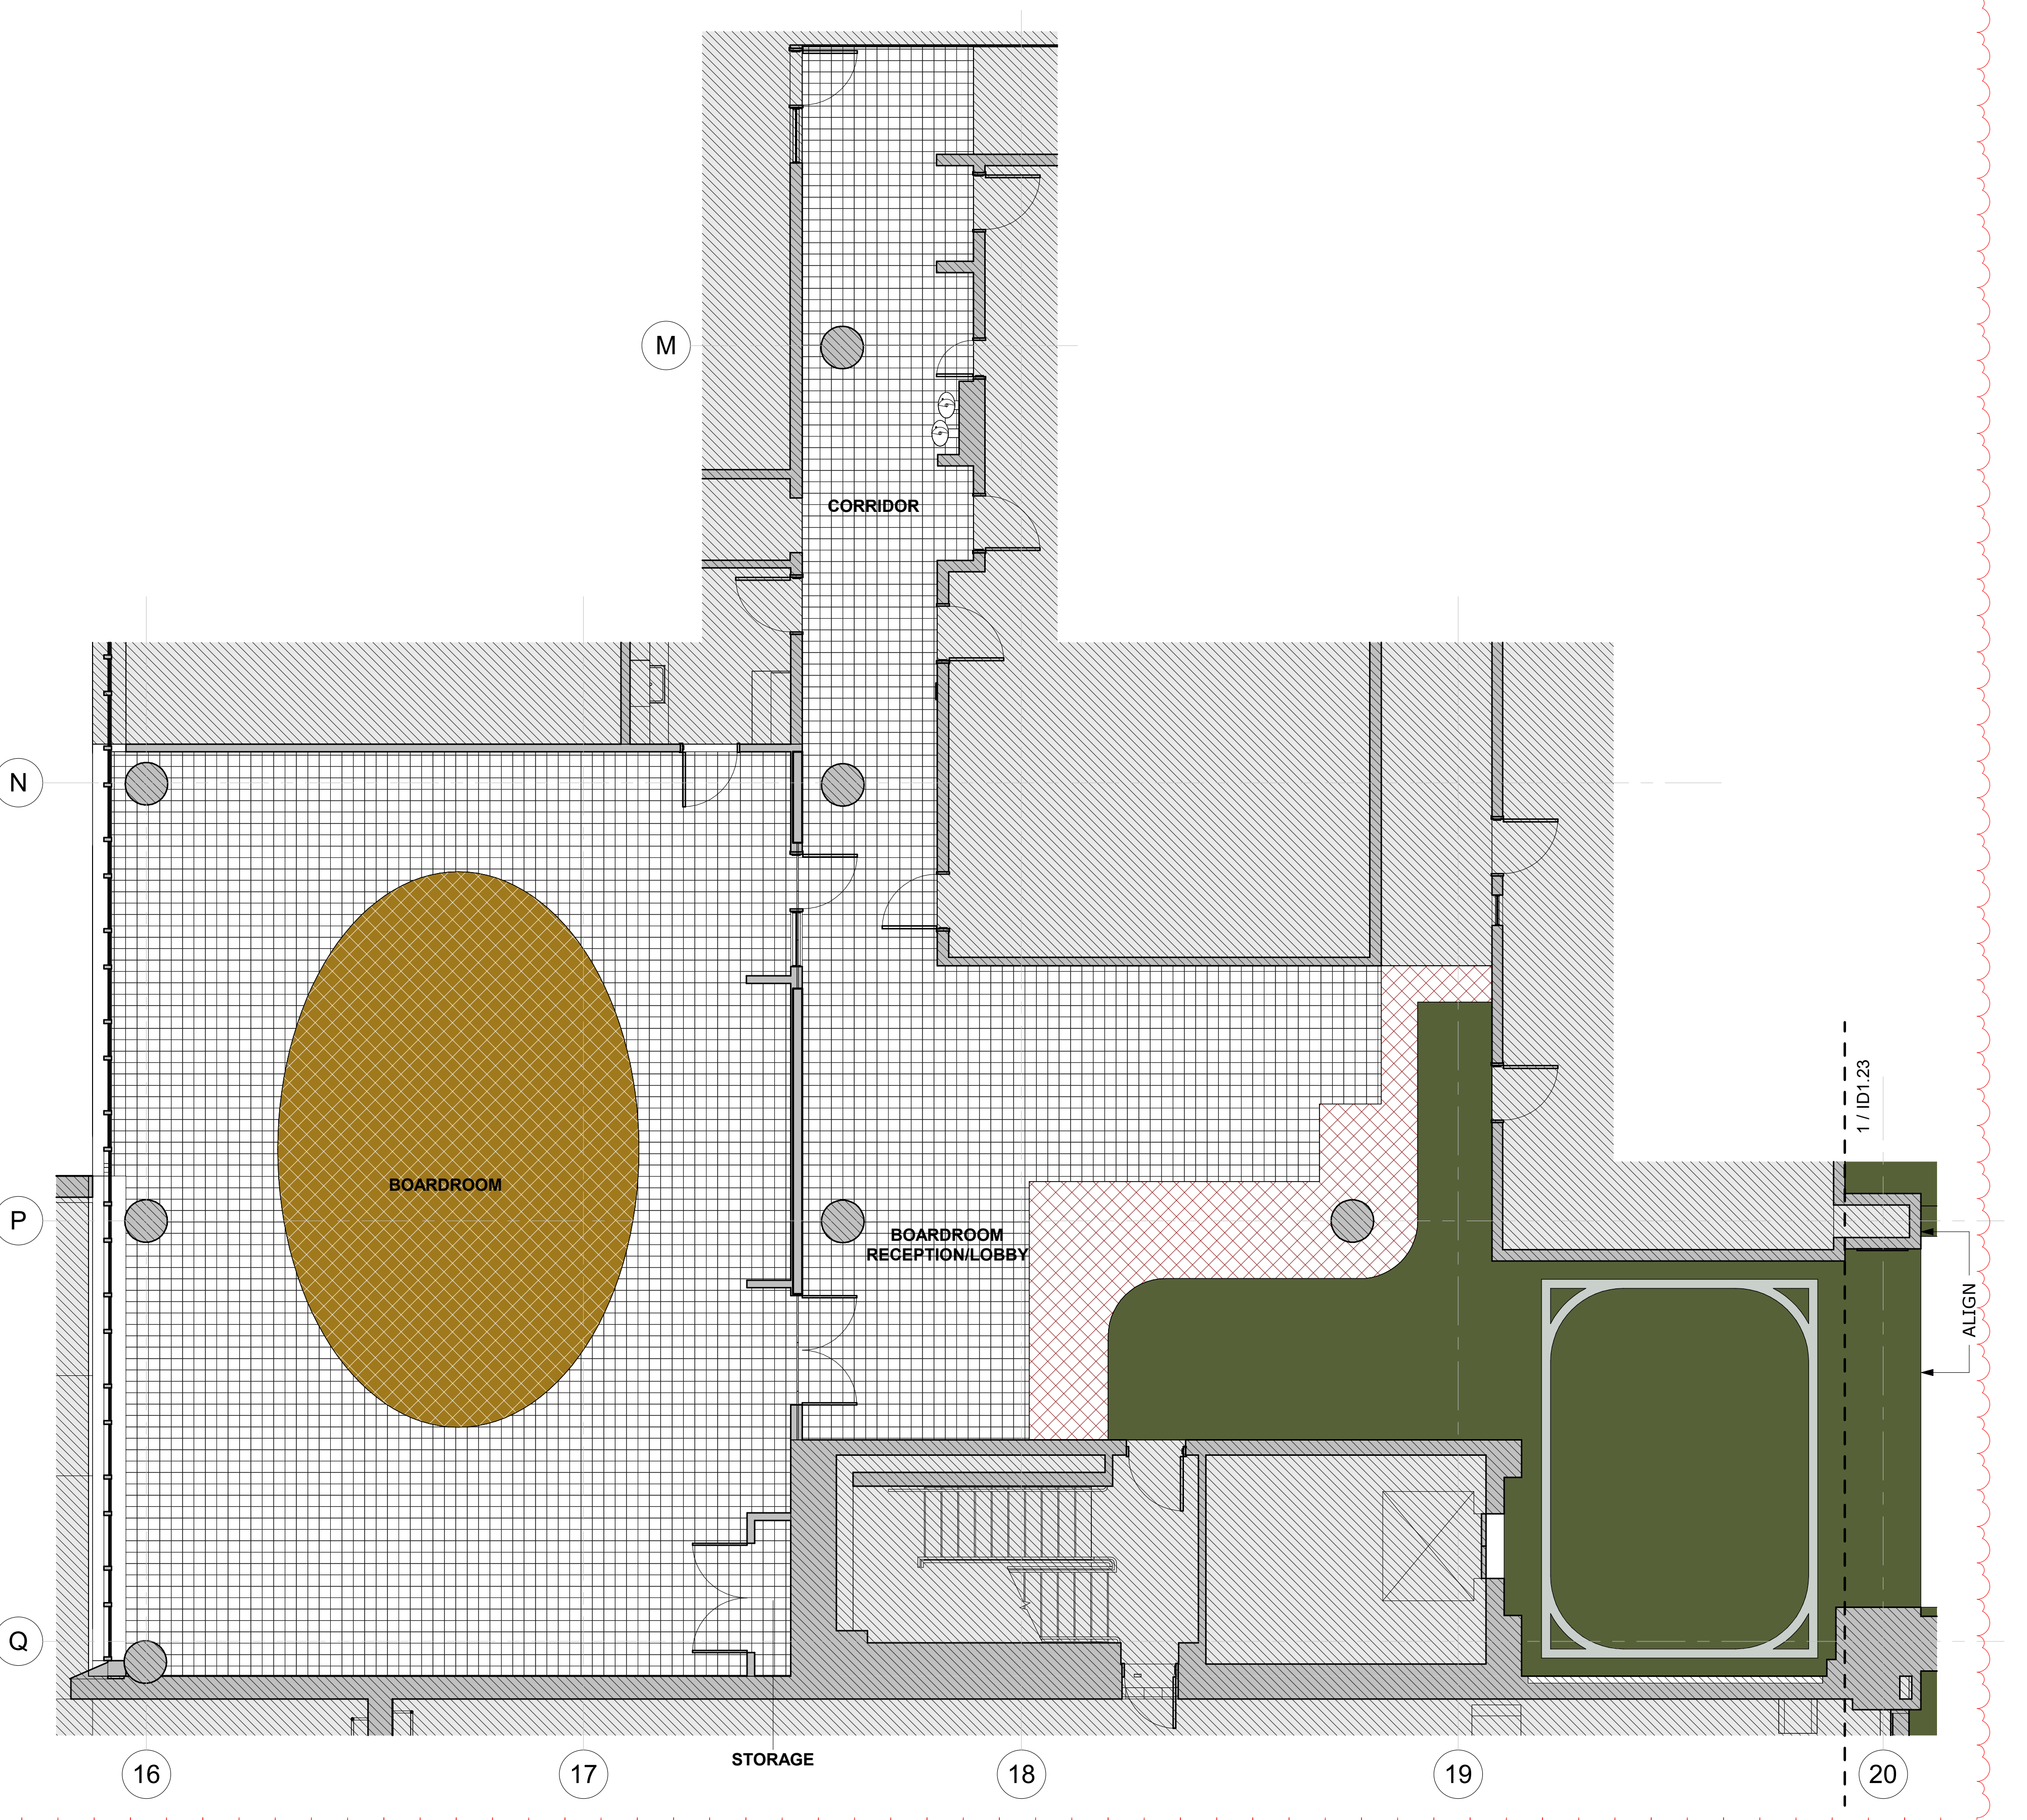 M
CORRIDOR
N
1 / ID1.23
BOARDROOM
P
BOARDROOM
RECEPTION/LOBBY
ALIGN
Q
STORAGE
16
17
18
19
20